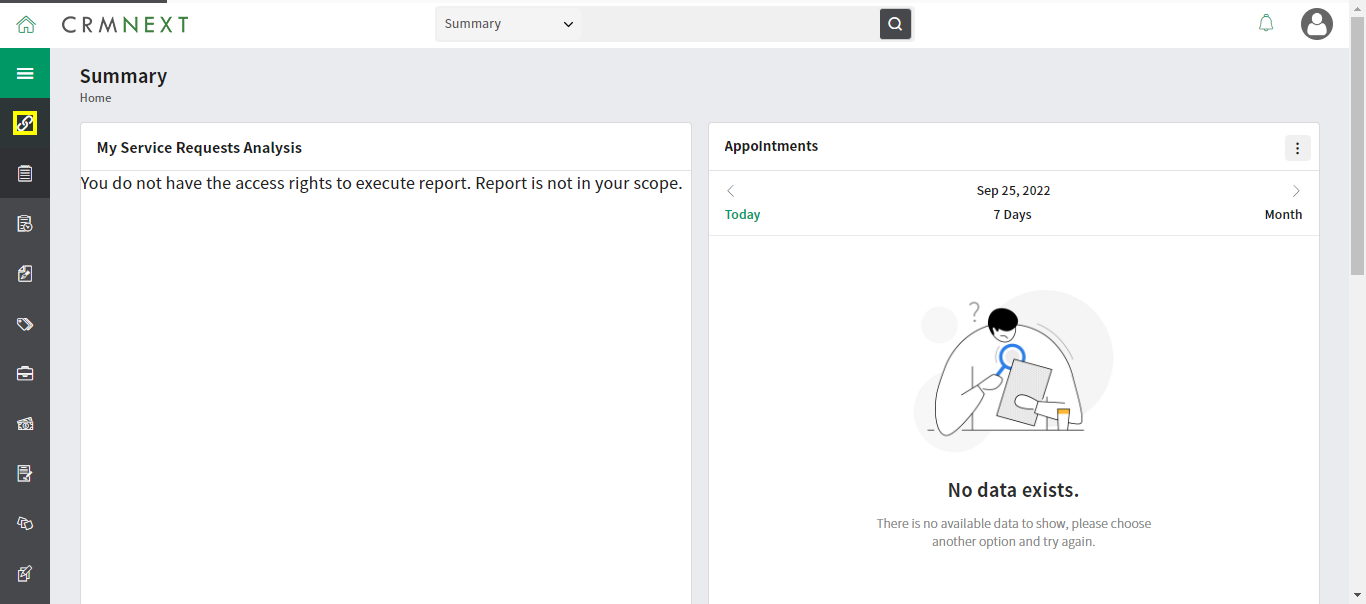 CRMNEXT
Summary
Summary
Home
My Service Requests Analysis
You do not have the access rights to execute report. Report is not in your scope.
Appointments
Sep 25, 2022
Today
7 Days
Month
?
No data exists.
There is no available data to show, please choose
another option and try again.